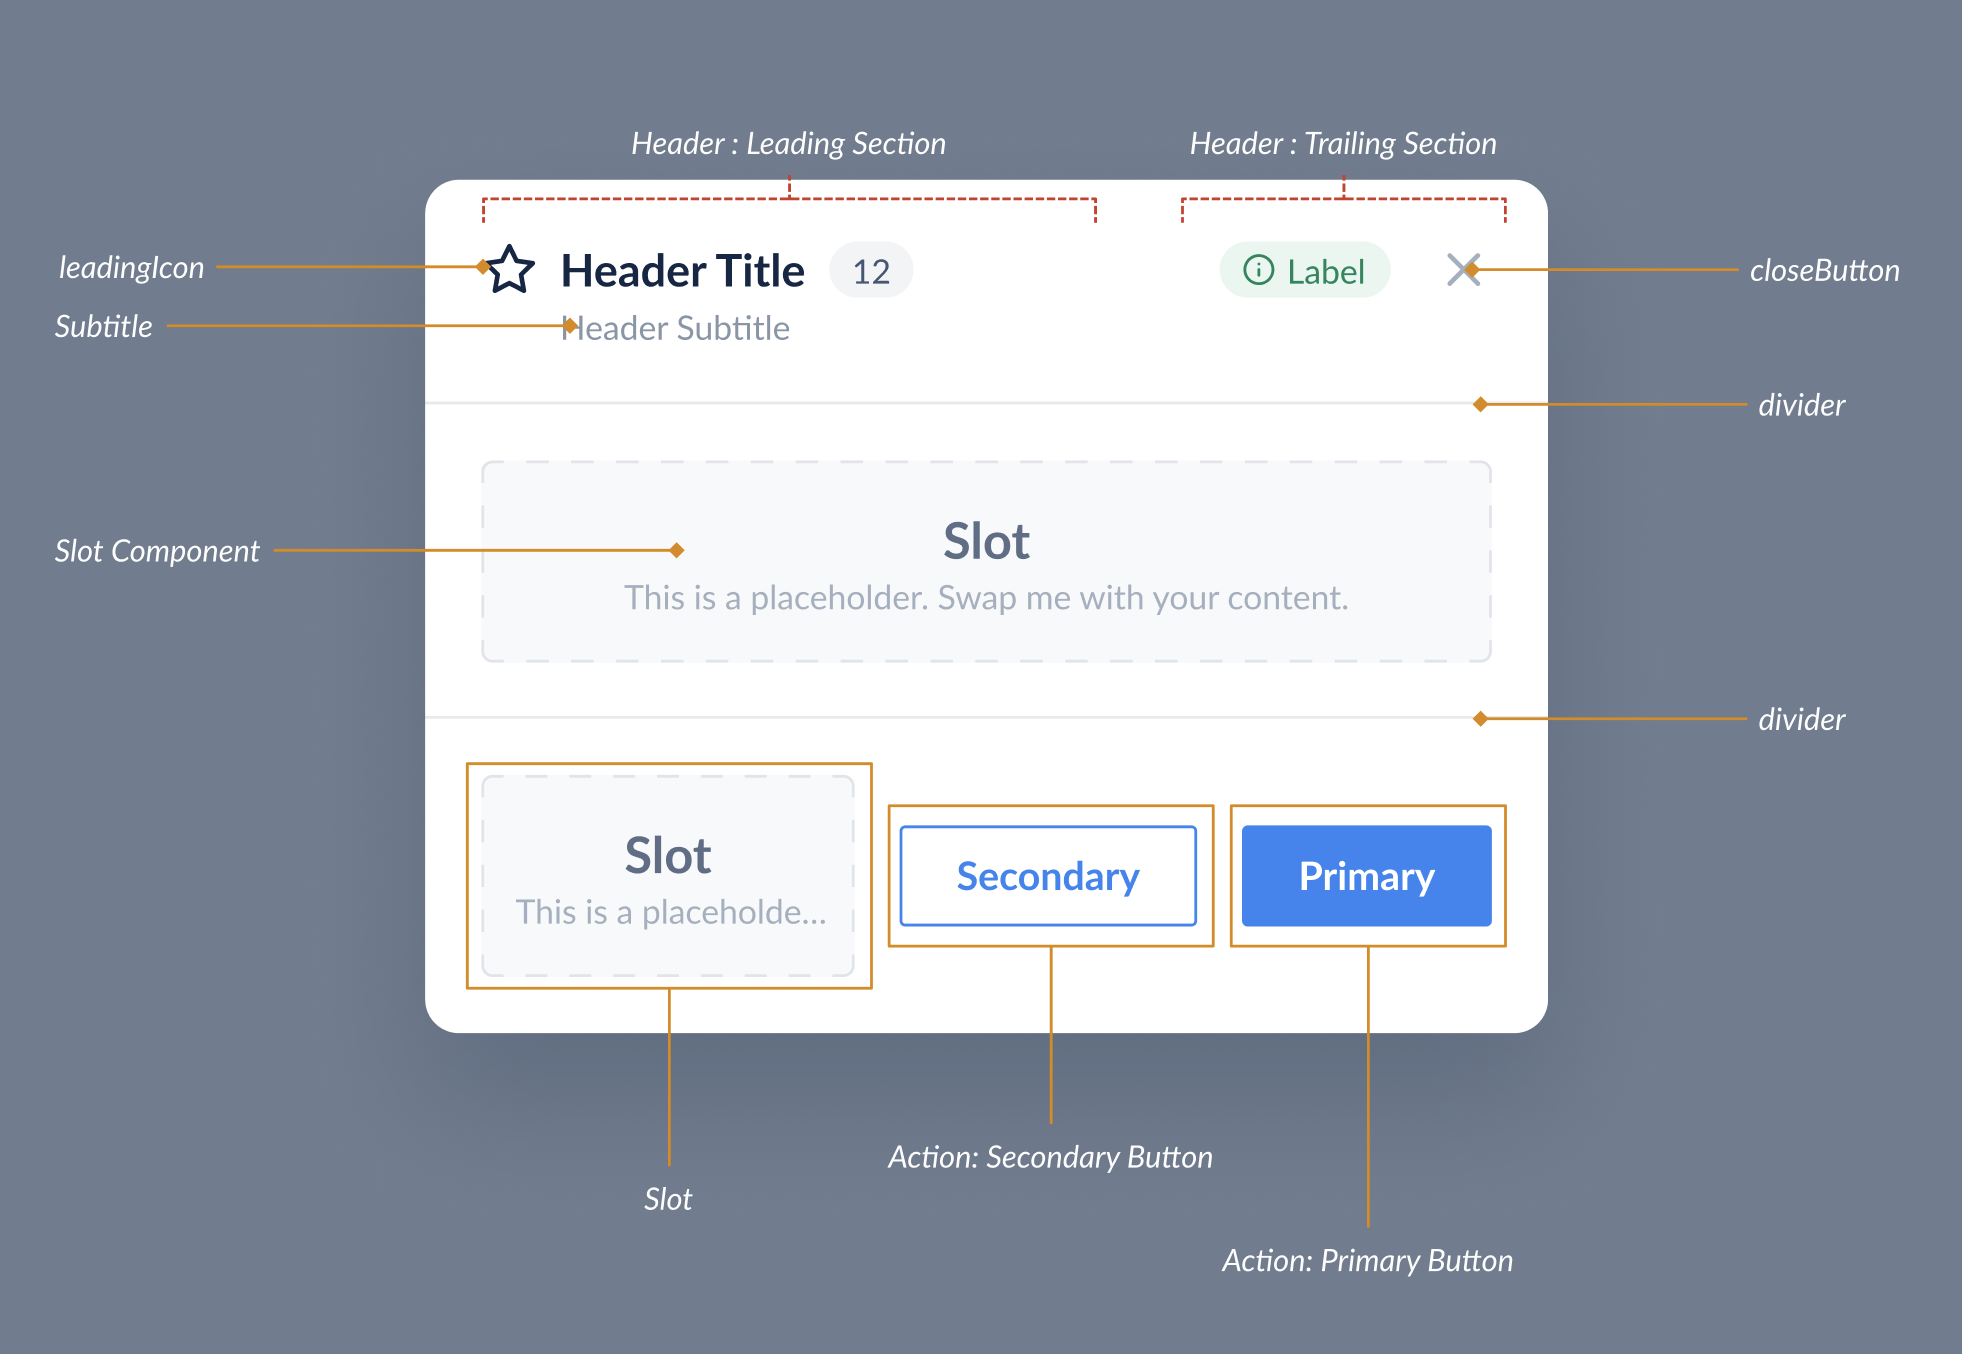 Header : Leading Section
Header : Trailing Section
leadingIcon
Header Title
12
Label
closeButton
Subtitle
Header Subtitle
divider
Slot Component
Slot
This is a placeholder. Swap me with your content.
divider
Slot
This is a placeholde...
Secondary
Primary
Action: Secondary Button
Slot
Action: Primary Button